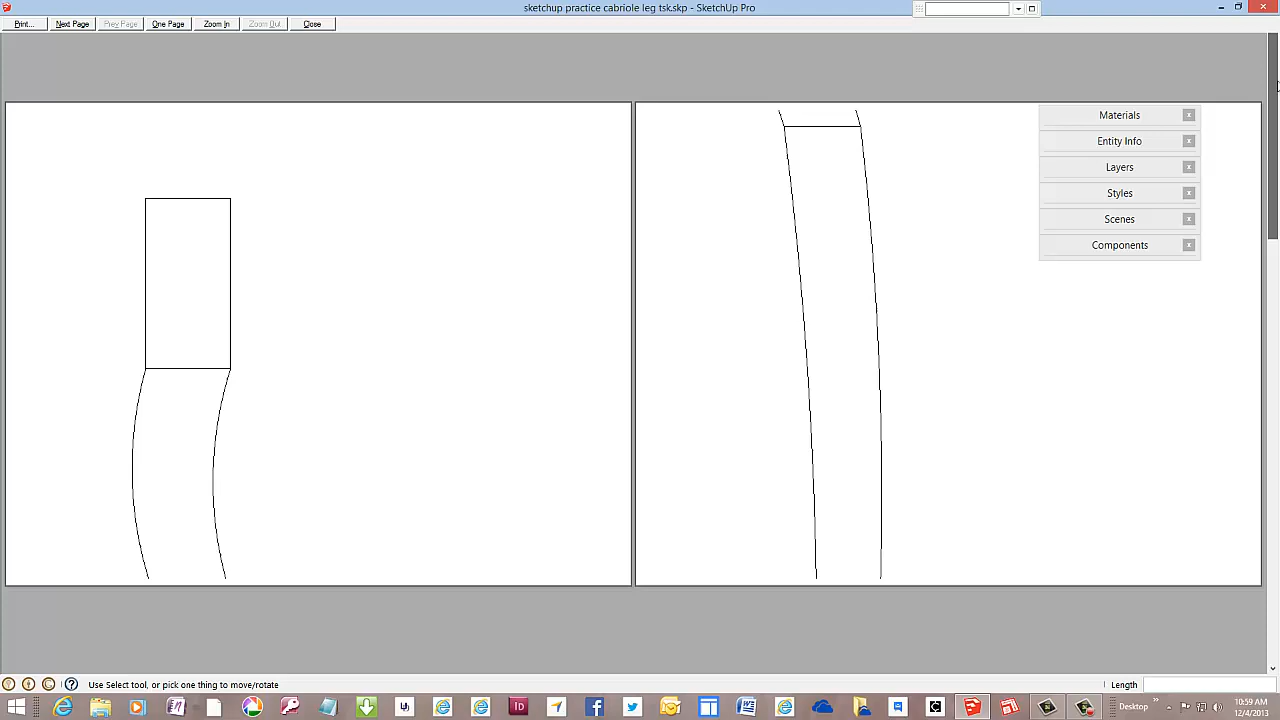 sketchup practice cabriole leg tsk.skp - SketchUp Pro
Print... Next Page Prev Page One Page Zoom In Zoom Out Close
Materials
Entity Info
Layers
Styles
Scenes
Components
Use Select tool, or pick one thing to move/rotate
Length
Desktop
10:59 AM
12/4/2013